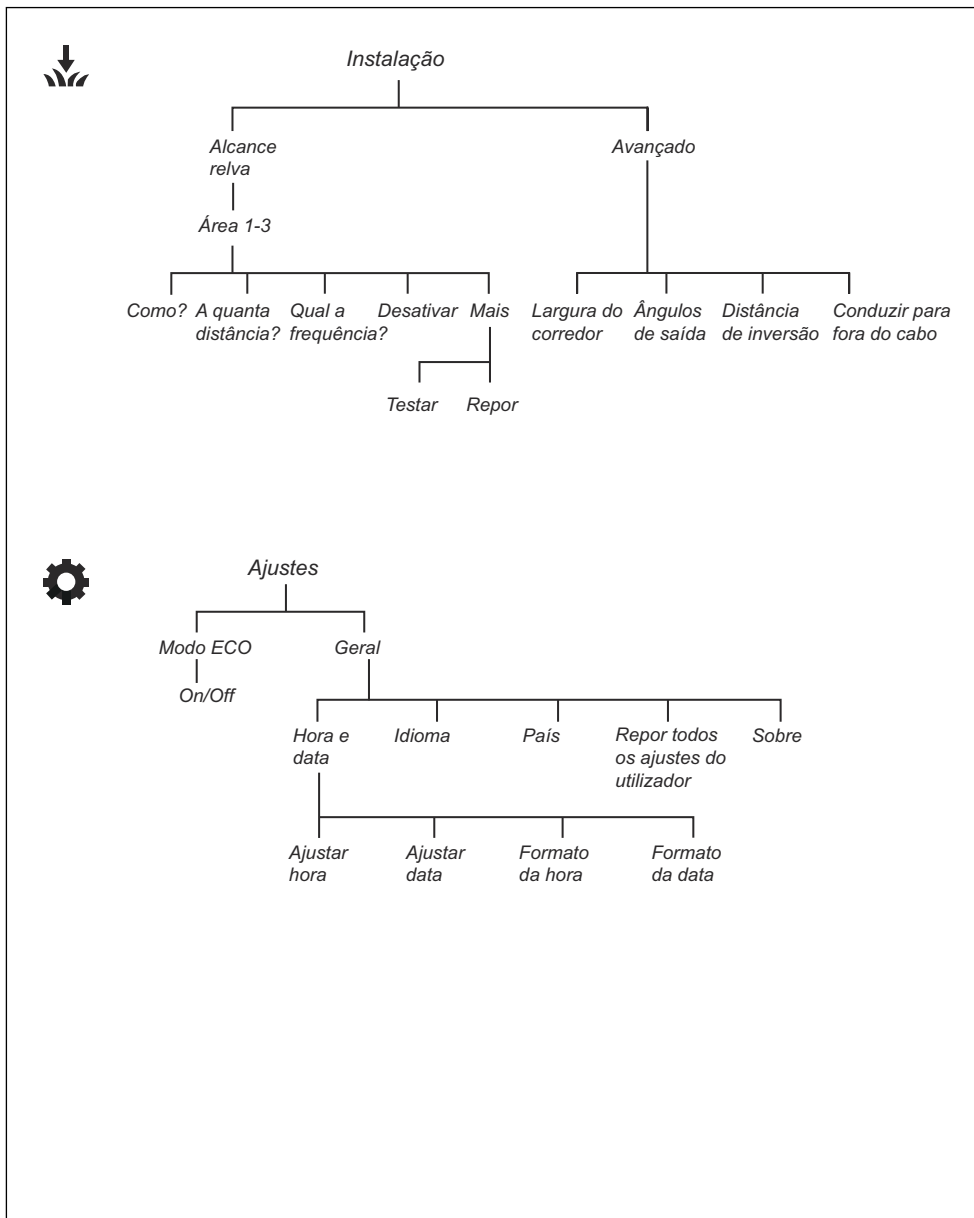 Instalação
Alcance
relva
Avançado
Área 1-3
Como?
A quanta
distância?
Qual a
frequência?
Desativar
Mais
Largura do
corredor
Ângulos
de saída
Distância
de inversão
Conduzir para
fora do cabo
Testar
Repor
Ajustes
Modo ECO
Geral
On/Off
Hora e
data
Idioma
País
Repor todos
os ajustes do
utilizador
Sobre
Ajustar
hora
Ajustar
data
Formato
da hora
Formato
da data